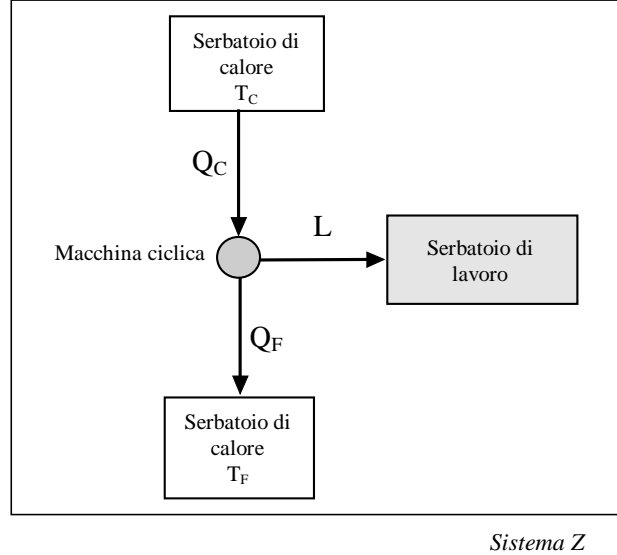 Serbatoio di
calore
T_C
Q_C
L
Macchina ciclica
Serbatoio di
lavoro
Q_F
Serbatoio di
calore
T_F
Sistema Z